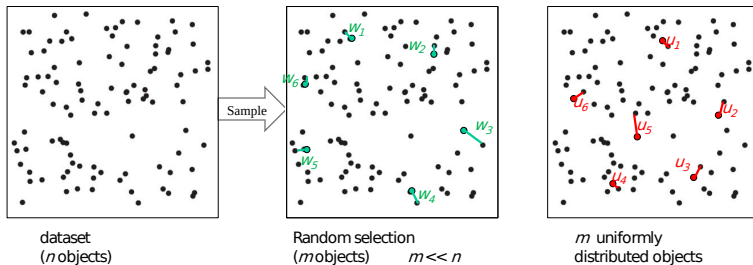 w1
w2
w6
w3
w5
w4
Sample
u1
u2
u6
u5
u3
u4
dataset
(n objects)
Random selection
(m objects) m << n
m uniformly
distributed objects